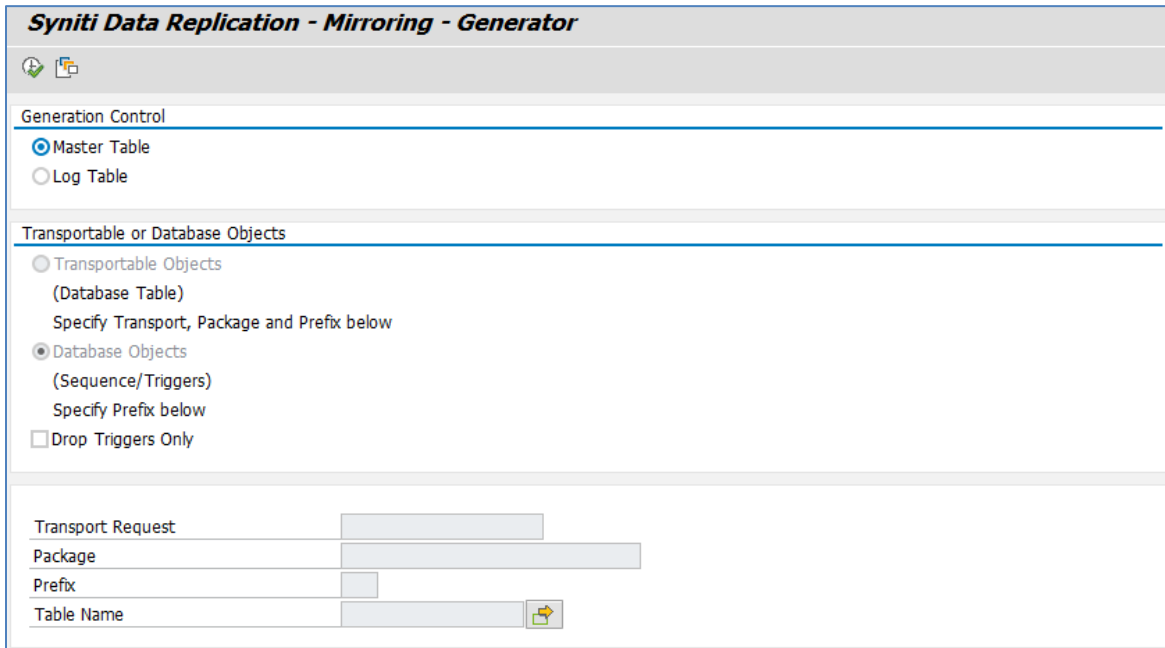 Syniti Data Replication - Mirroring - Generator
Generation Control
Master Table
Log Table
Transportable or Database Objects
Transportable Objects
(Database Table)
Specify Transport, Package and Prefix below
Database Objects
(Sequence/Triggers)
Specify Prefix below
Drop Triggers Only
Transport Request
Package
Prefix
Table Name